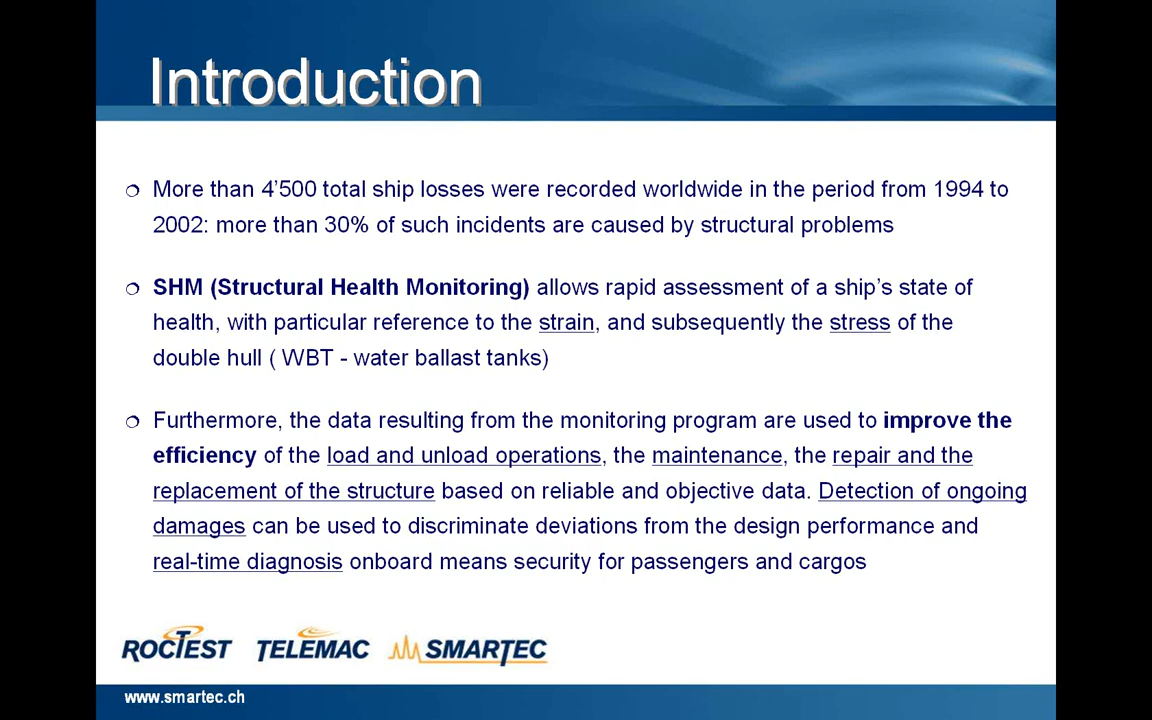 Introduction
More than 4’500 total ship losses were recorded worldwide in the period from 1994 to
2002: more than 30% of such incidents are caused by structural problems
SHM (Structural Health Monitoring) allows rapid assessment of a ship’s state of
health, with particular reference to the strain, and subsequently the stress of the
double hull ( WBT - water ballast tanks)
Furthermore, the data resulting from the monitoring program are used to improve the
efficiency of the load and unload operations, the maintenance, the repair and the
replacement of the structure based on reliable and objective data. Detection of ongoing
damages can be used to discriminate deviations from the design performance and
real-time diagnosis onboard means security for passengers and cargos
ROCTEST TELEMAC SMARTEC
www.smartec.ch